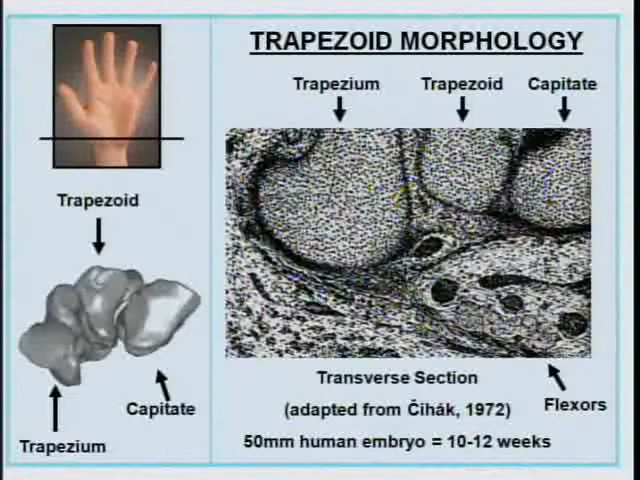 TRAPEZOID MORPHOLOGY
Trapezium Trapezoid Capitate
Trapezoid
Capitate
Trapezium
Flexors
Transverse Section
(adapted from Čihák, 1972)
50mm human embryo = 10-12 weeks